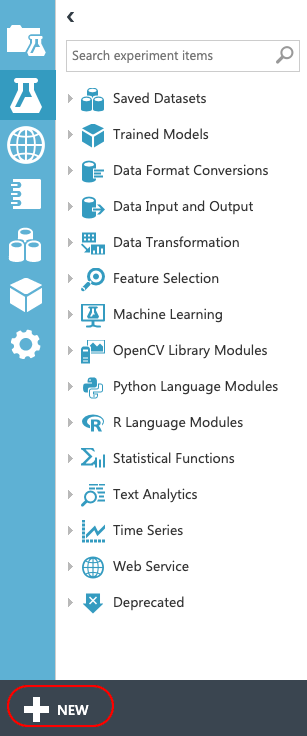 Search experiment items
Saved Datasets
Trained Models
Data Format Conversions
Data Input and Output
Data Transformation
Feature Selection
Machine Learning
OpenCV Library Modules
Python Language Modules
R Language Modules
Statistical Functions
Text Analytics
Time Series
Web Service
Deprecated
NEW